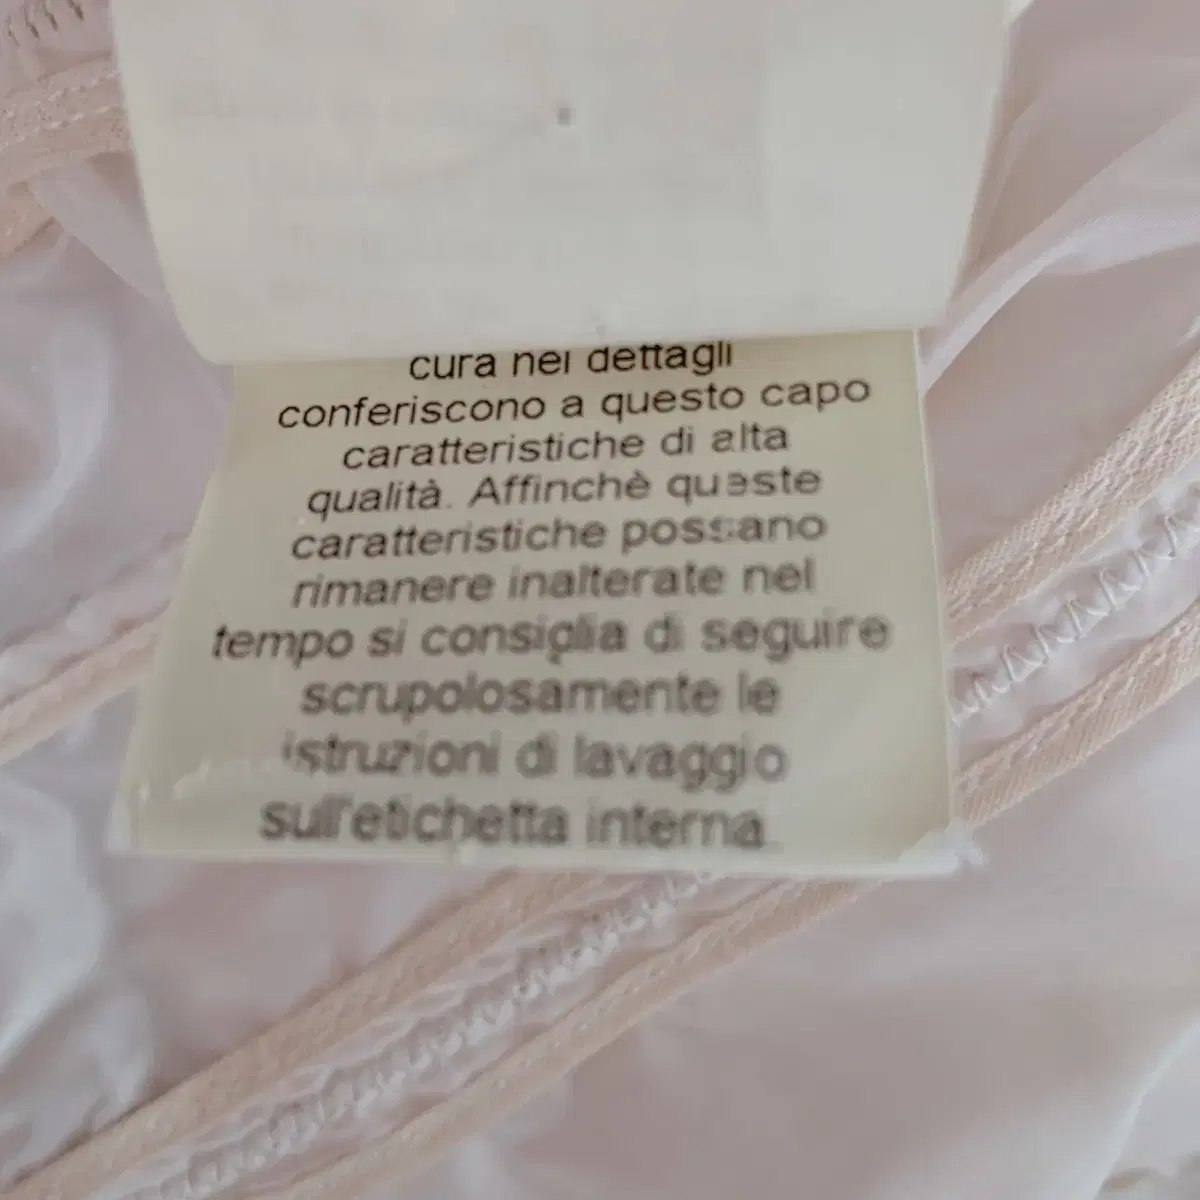 cura nei dettagli
conferiscono a questo capo
caratteristiche di alta
qualità. Affinchè queste
caratteristiche possano
rimanere inalterate nel
tempo si consiglia di seguire
scrupolosamente le
istruzioni di lavaggio
sull'etichetta interna.